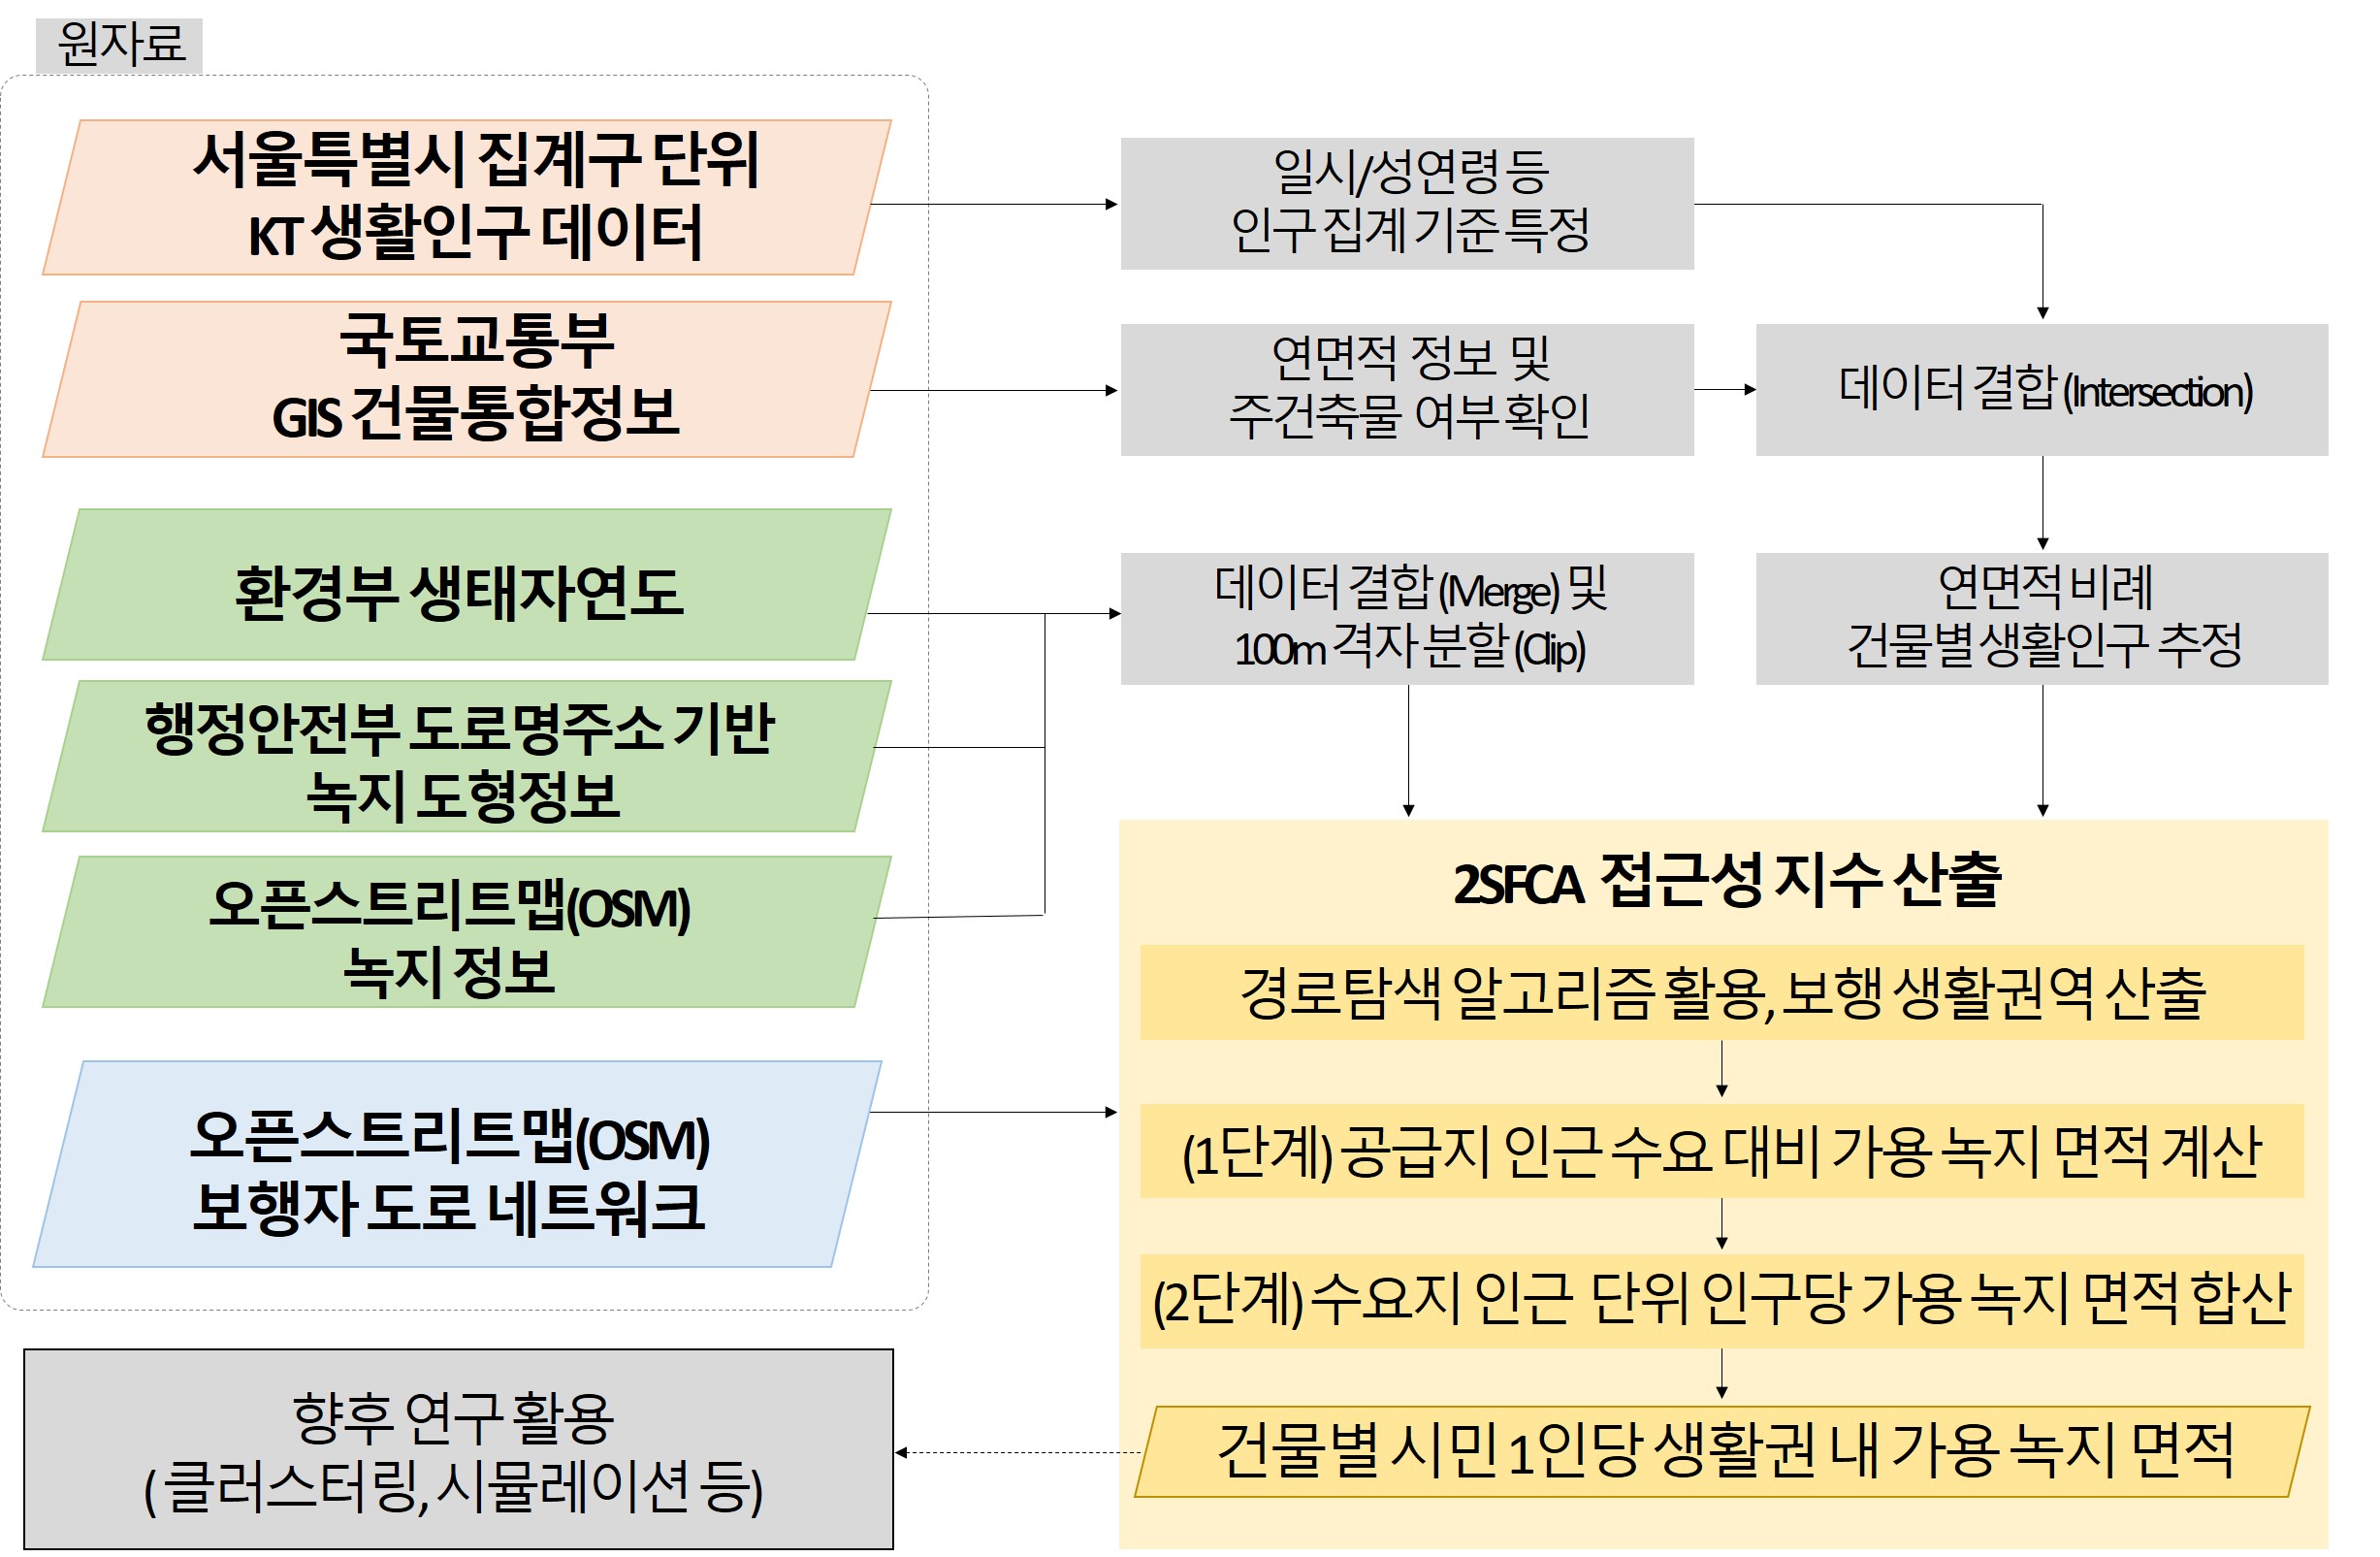 원자료
서울특별시 집계구 단위
KT 생활인구 데이터
국토교통부
GIS 건물통합정보
환경부 생태자연도
행정안전부 도로명주소 기반
녹지 도형정보
오픈스트리트맵(OSM)
녹지 정보
오픈스트리트맵(OSM)
보행자 도로 네트워크
일시/성연령 등
인구 집계 기준 특정
연면적 정보 및
주건축물 여부 확인
데이터 결합 (Intersection)
데이터 결합 (Merge) 및
100m 격자 분할 (Clip)
연면적 비례
건물별 생활인구 추정
2SFCA 접근성 지수 산출
경로탐색 알고리즘 활용, 보행 생활권역 산출
(1단계) 공급지 인근 수요 대비 가용 녹지 면적 계산
(2단계) 수요지 인근 단위 인구당 가용 녹지 면적 합산
건물별 시민 1인당 생활권 내 가용 녹지 면적
향후 연구 활용
( 클러스터링, 시뮬레이션 등)